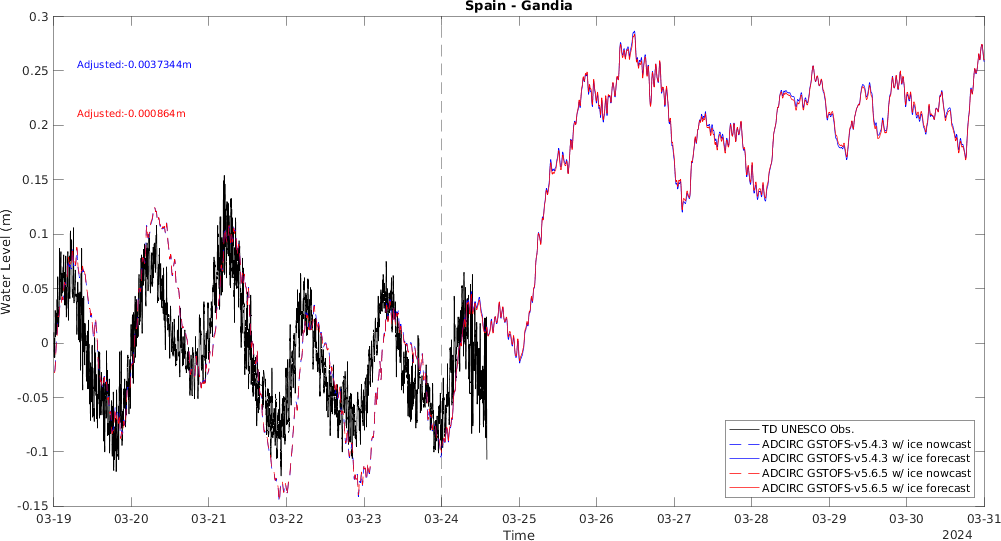 Spain - Gandia
0.3
0.25
0.2
0.15
0.1
0.05
0
-0.05
-0.1
-0.15
Water Level (m)
Adjusted:-0.0037344m
Adjusted:-0.000864m
TD UNESCO Obs.
ADCIRC GSTOFS-v5.4.3 w/ ice nowcast
ADCIRC GSTOFS-v5.4.3 w/ ice forecast
ADCIRC GSTOFS-v5.6.5 w/ ice nowcast
ADCIRC GSTOFS-v5.6.5 w/ ice forecast
03-19 03-20 03-21 03-22 03-23 03-24 03-25 03-26 03-27 03-28 03-29 03-30 03-31
Time
2024